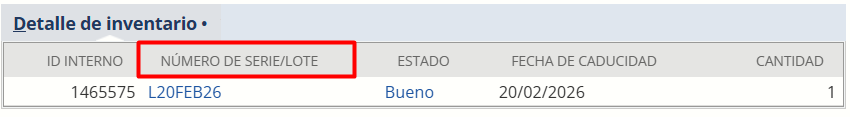 Detalle de inventario •
ID INTERNO NÚMERO DE SERIE/LOTE ESTADO FECHA DE CADUCIDAD CANTIDAD
1465575 L20FEB26 Bueno 20/02/2026 1